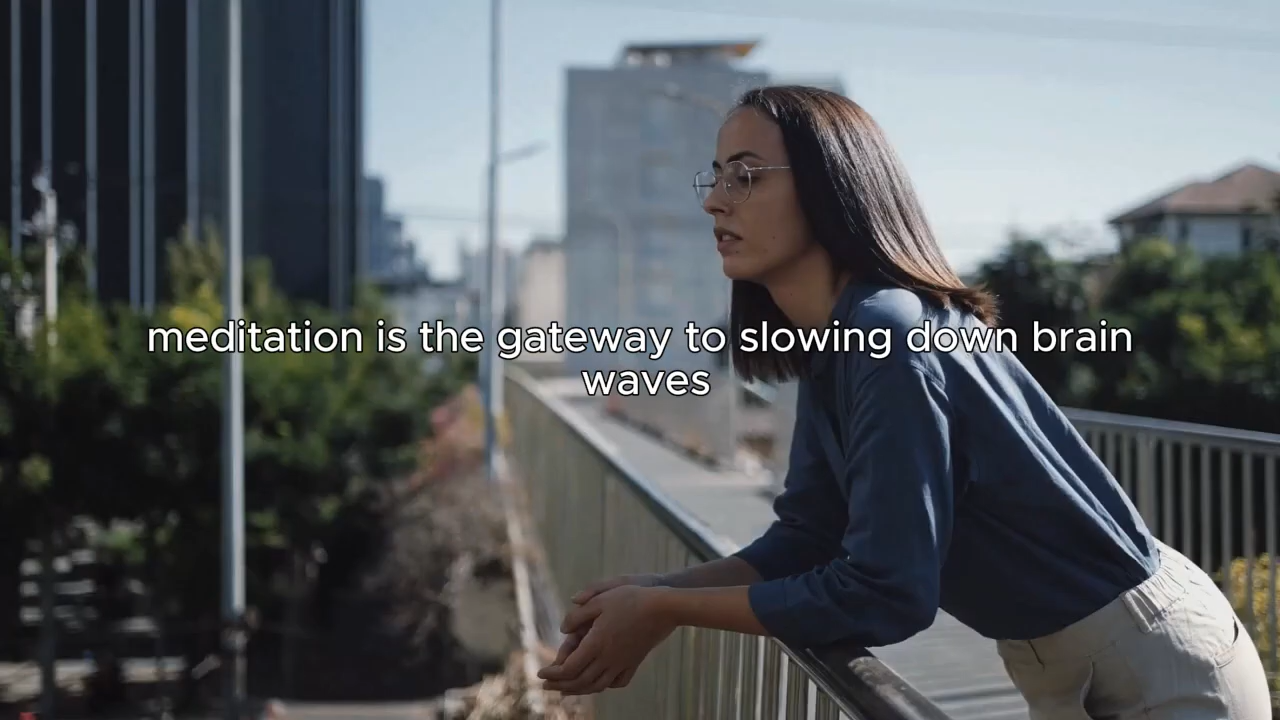 meditation is the gateway to slowing down brain
waves